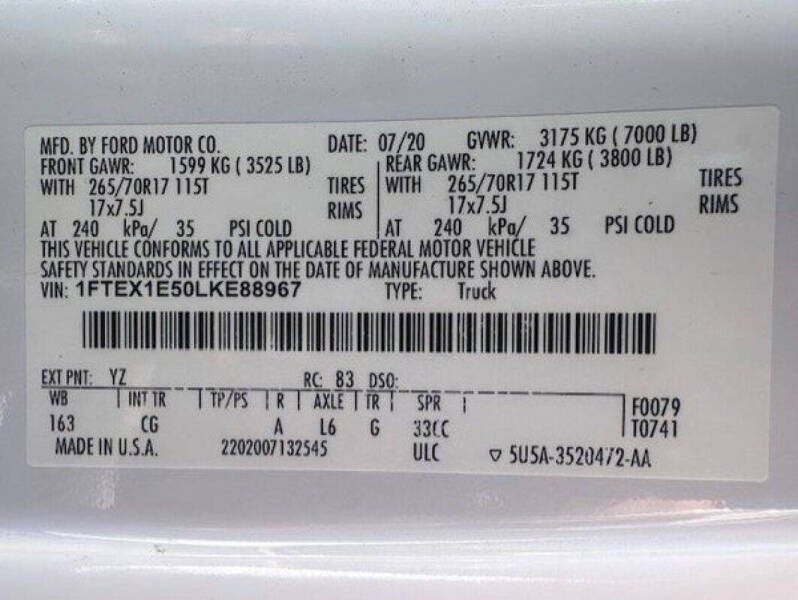 MFD. BY FORD MOTOR CO. DATE: 07/20 GVWR: 3175 KG ( 7000 LB)
FRONT GAWR: 1599 KG ( 3525 LB) REAR GAWR: 1724 KG ( 3800 LB)
WITH 265/70R17 115T TIRES WITH 265/70R17 115T TIRES
17x7.5J RIMS 17x7.5J RIMS
AT 240 kPa/ 35 PSI COLD AT 240 kPa/ 35 PSI COLD
THIS VEHICLE CONFORMS TO ALL APPLICABLE FEDERAL MOTOR VEHICLE
SAFETY STANDARDS IN EFFECT ON THE DATE OF MANUFACTURE SHOWN ABOVE.
VIN: 1FTEX1E50LKE88967 TYPE: Truck
EXT PNT: YZ RC: 83 DSO:
WB INT TR TP/PS R AXLE TR SPR F0079
163 CG A L6 G 33CC T0741
MADE IN U.S.A. 2202007132545 ULC ▽ 5U5A-3520472-AA